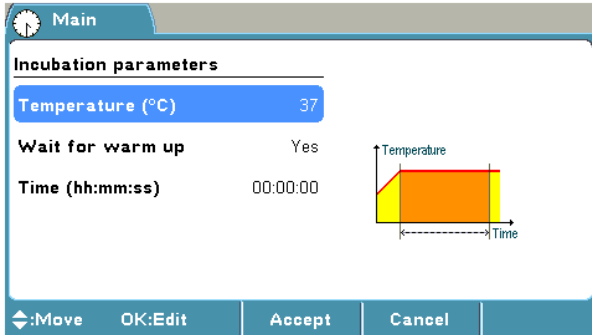 Main
Incubation parameters
Temperature (°C) 37
Wait for warm up Yes
Time (hh:mm:ss) 00:00:00
Temperature
Time
:Move OK:Edit Accept Cancel